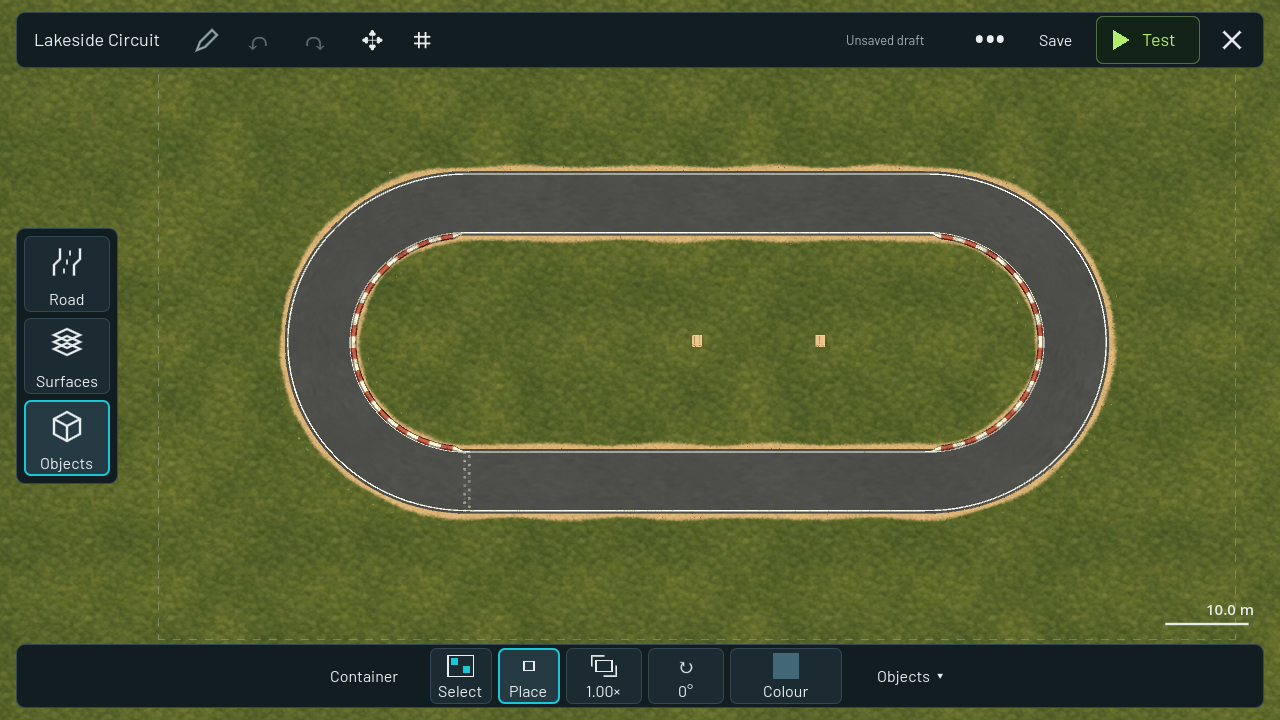 Lakeside Circuit
Unsaved draft
Save
Test
Road
Surfaces
Objects
10.0 m
Container
Select
Place
1.00×
0°
Colour
Objects